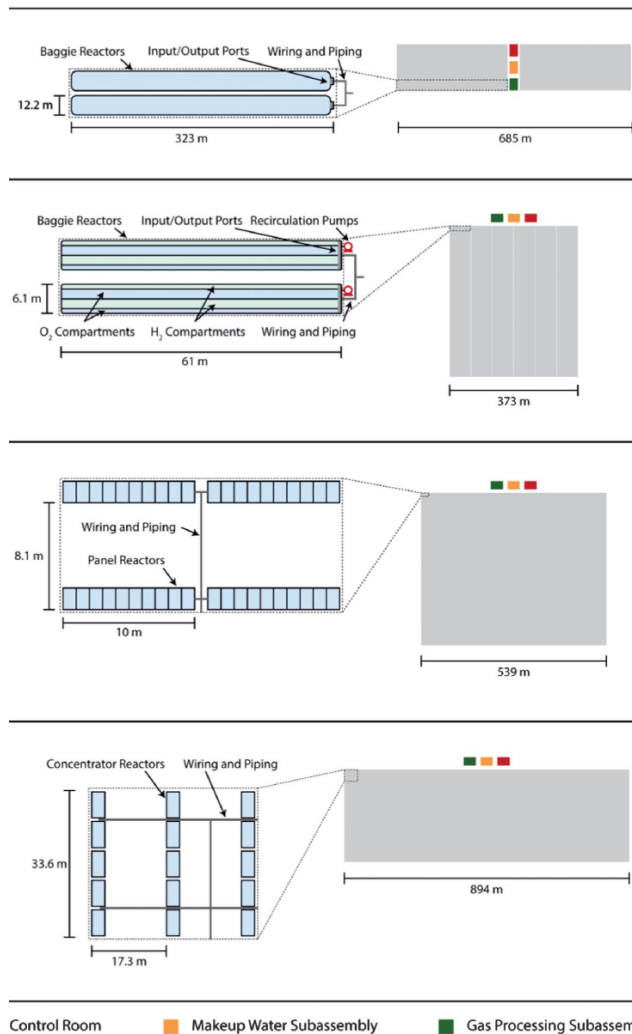 Baggie Reactors
Input/Output Ports
Wiring and Piping
12.2 m
323 m
685 m
Baggie Reactors
Input/Output Ports
Recirculation Pumps
6.1 m
O2 Compartments
H2 Compartments
Wiring and Piping
61 m
373 m
Wiring and Piping
8.1 m
Panel Reactors
10 m
539 m
Concentrator Reactors
Wiring and Piping
33.6 m
17.3 m
894 m
Control Room
Makeup Water Subassembly
Gas Processing Subassem